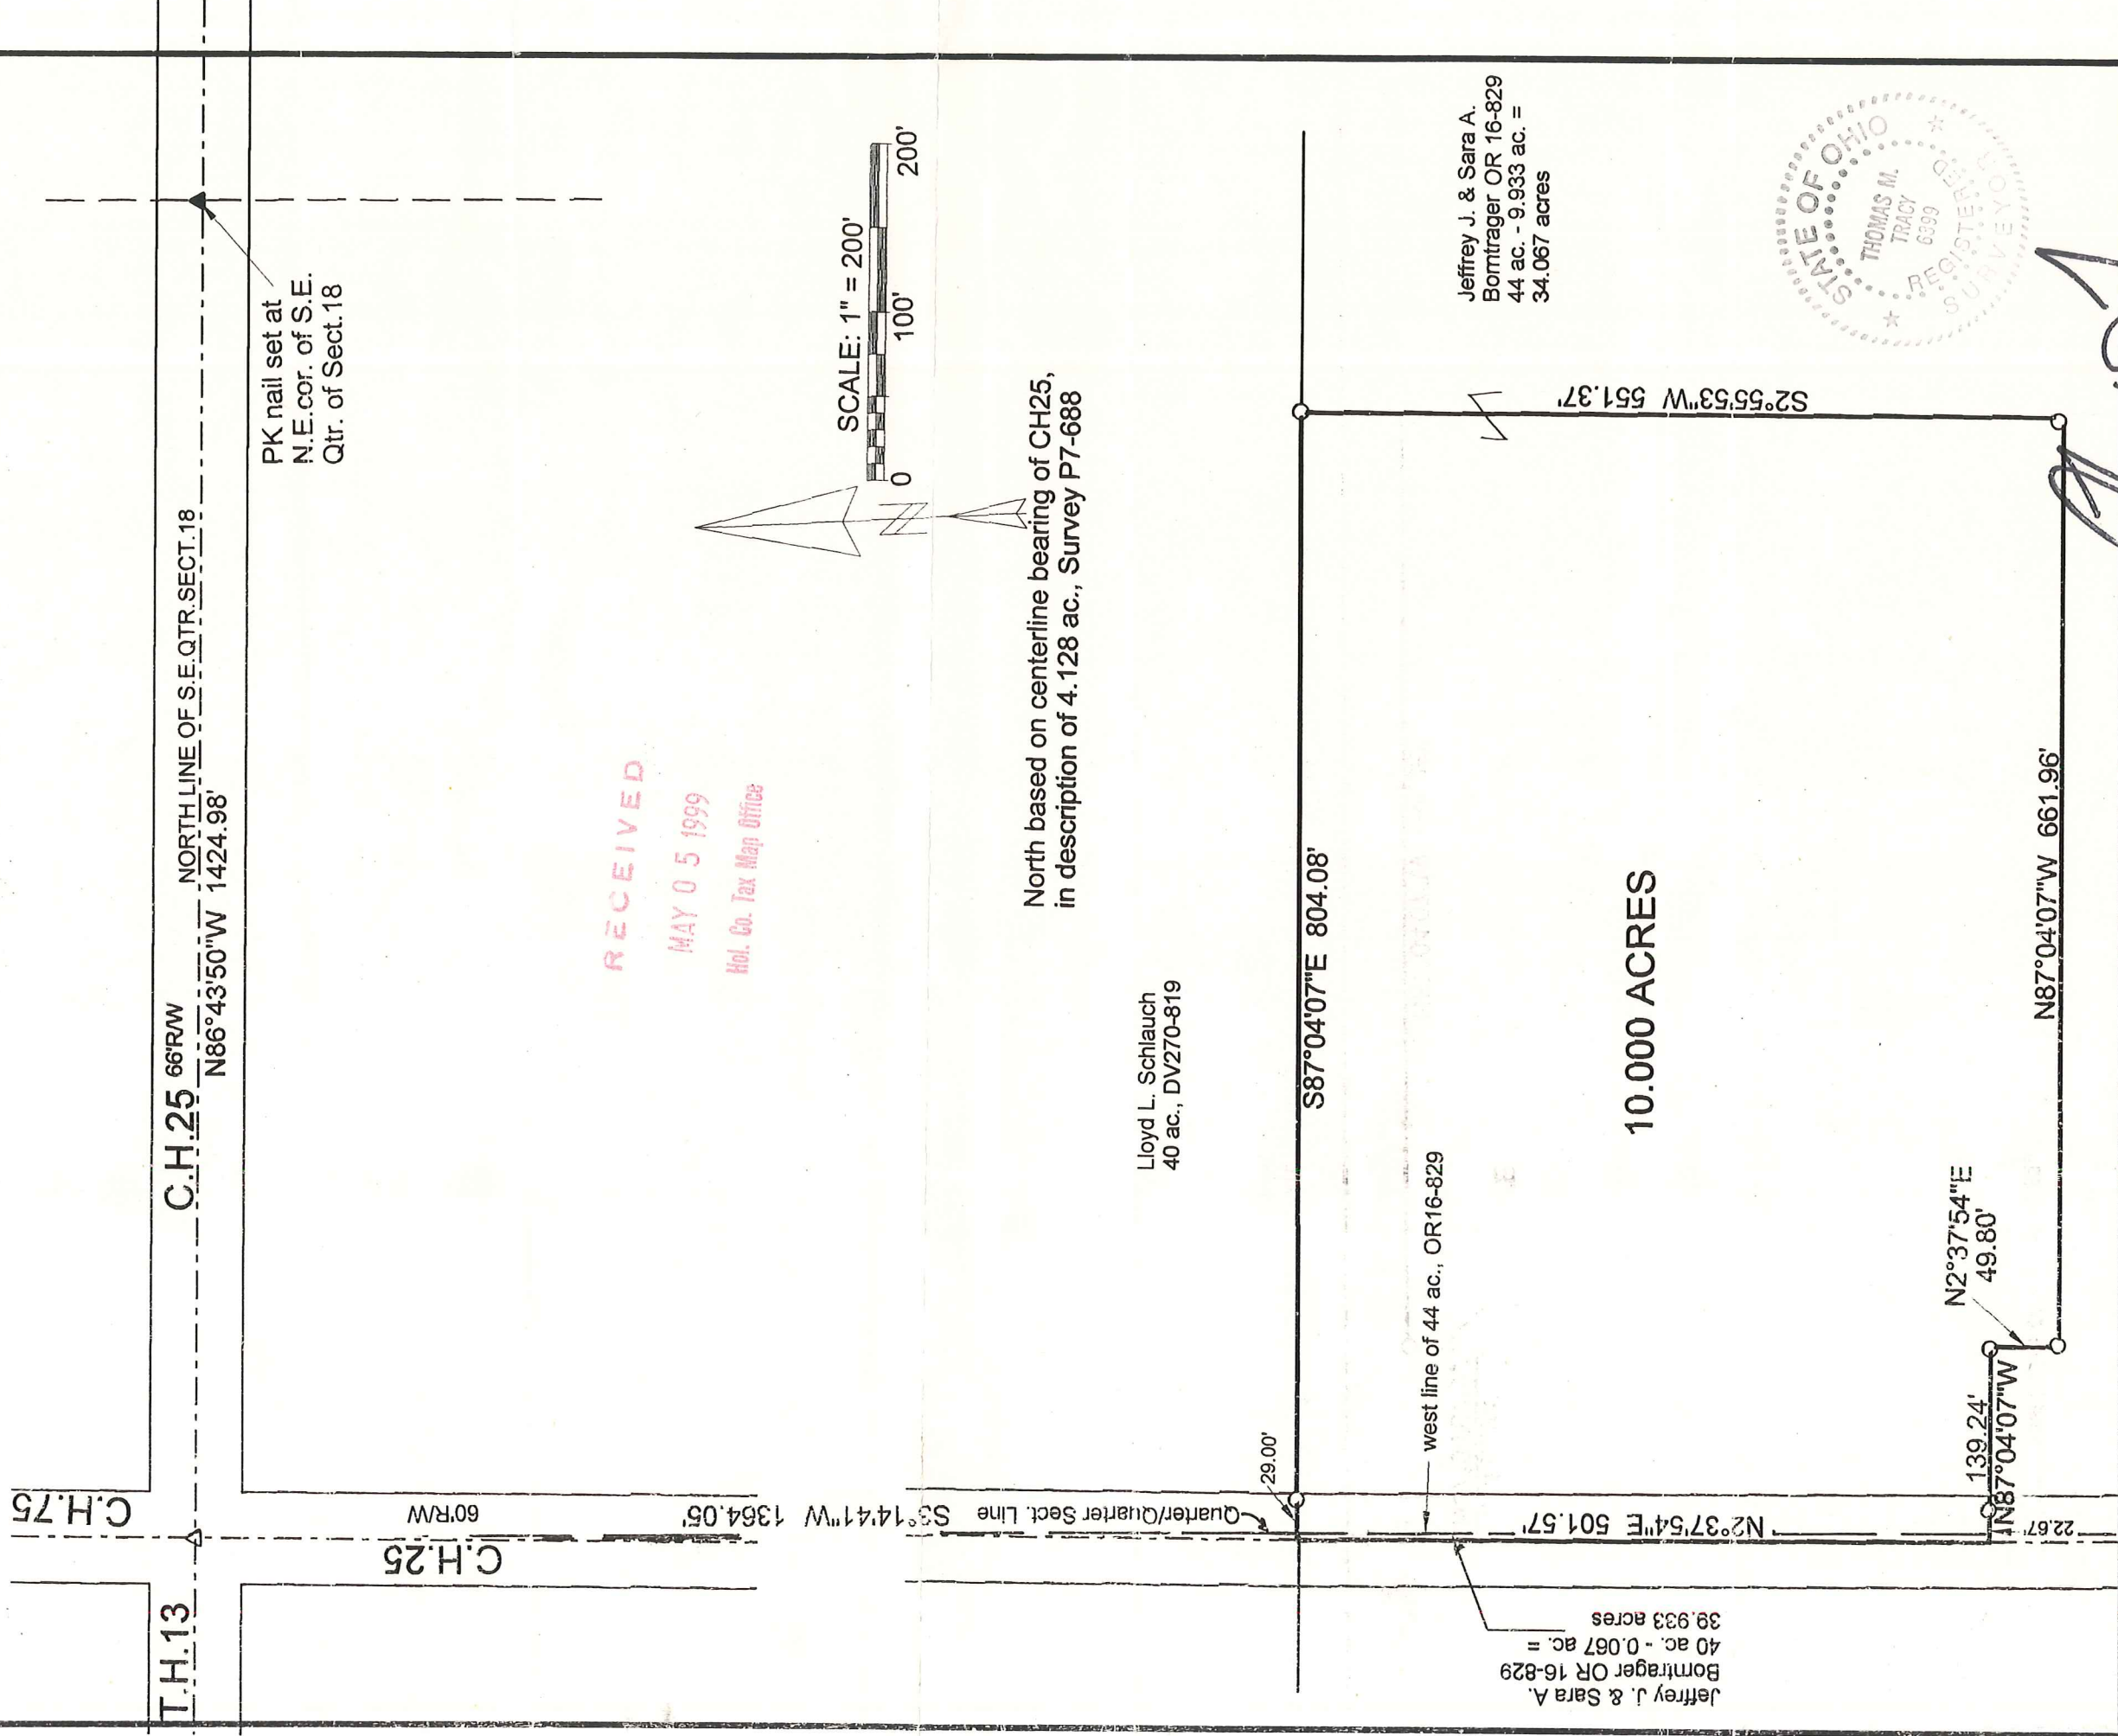 C.H.75
T.H.13
C.H.25 66'R/W
NORTH LINE OF S.E.QTR.SECT.18
N86°43'50"W 1424.98'
PK nail set at
N.E.cor. of S.E.
Qtr. of Sect.18
C.H.25
60'R/W
S3°14'41"W 1364.05'
Quarter/Quarter Sect. Line
RECEIVED
MAY 05 1999
Hol. Co. Tax Map Office
SCALE: 1" = 200'
0
100'
200'
N
North based on centerline bearing of CH25,
in description of 4.128 ac., Survey P7-688
Lloyd L. Schlauch
40 ac., DV270-819
29.00'
S87°04'07"E 804.08'
west line of 44 ac., OR16-829
Jeffrey J. & Sara A.
Borntrager OR 16-829
44 ac. - 9.933 ac. =
34.067 acres
Z
S2°55'53"W 551.37'
10.000 ACRES
N2°37'54"E 501.57'
Jeffrey J. & Sara A.
Borntrager OR 16-829
40 ac. - 0.067 ac. =
39.933 acres
N2°37'54"E
49.80'
139.24'
N87°04'07"W
22.67'
N87°04'07"W 661.96'
STATE OF OHIO
THOMAS M.
TRACY
6399
REGISTERED
SURVEYOR